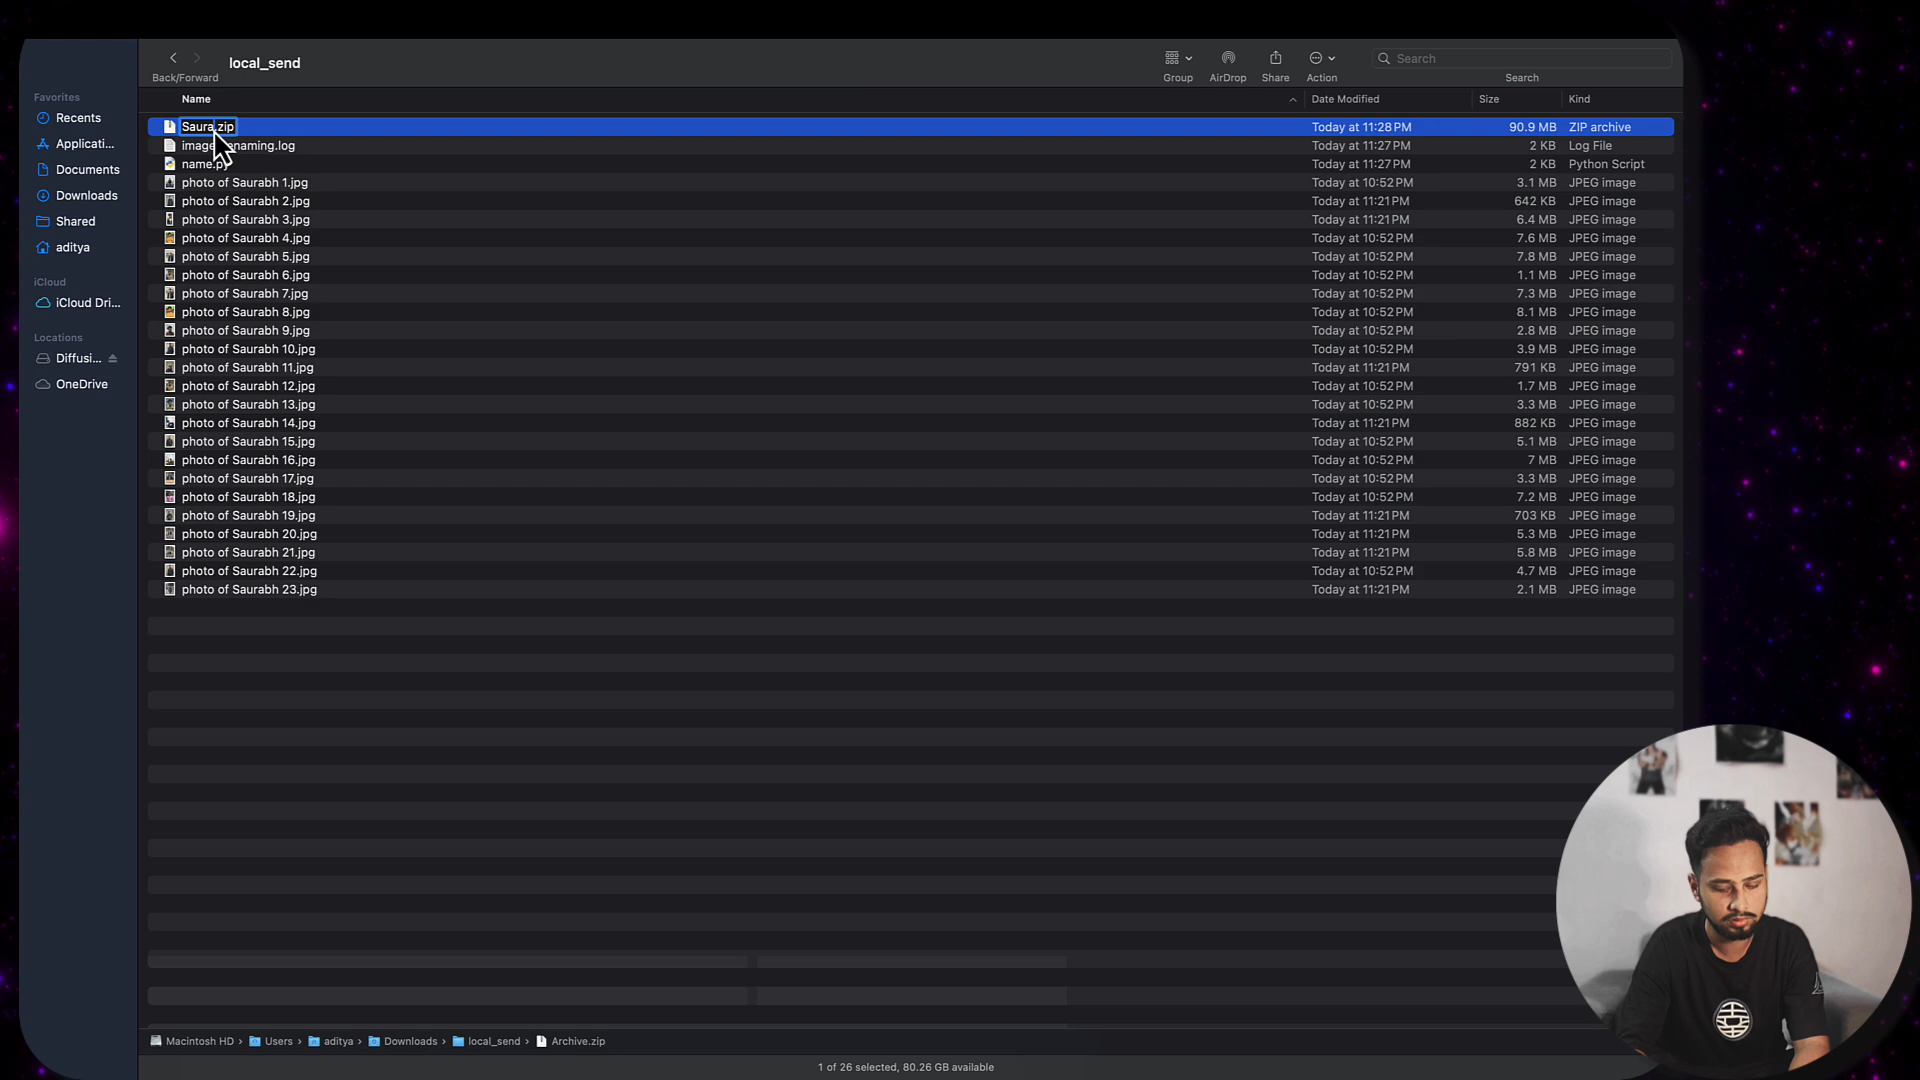 local_send
Back/Forward
Group
AirDrop
Share
Action
Search
Search
Favorites
Recents
Applicati...
Documents
Downloads
Shared
aditya
iCloud
iCloud Dri...
Locations
Diffusi...
OneDrive
Name Date Modified Size Kind
Saura.zip Today at 11:28 PM 90.9 MB ZIP archive
image enaming.log Today at 11:27 PM 2 KB Log File
name.py Today at 11:27 PM 2 KB Python Script
photo of Saurabh 1.jpg Today at 10:52 PM 3.1 MB JPEG image
photo of Saurabh 2.jpg Today at 11:21 PM 642 KB JPEG image
photo of Saurabh 3.jpg Today at 11:21 PM 6.4 MB JPEG image
photo of Saurabh 4.jpg Today at 10:52 PM 7.6 MB JPEG image
photo of Saurabh 5.jpg Today at 10:52 PM 7.8 MB JPEG image
photo of Saurabh 6.jpg Today at 10:52 PM 1.1 MB JPEG image
photo of Saurabh 7.jpg Today at 10:52 PM 7.3 MB JPEG image
photo of Saurabh 8.jpg Today at 10:52 PM 8.1 MB JPEG image
photo of Saurabh 9.jpg Today at 10:52 PM 2.8 MB JPEG image
photo of Saurabh 10.jpg Today at 10:52 PM 3.9 MB JPEG image
photo of Saurabh 11.jpg Today at 11:21 PM 791 KB JPEG image
photo of Saurabh 12.jpg Today at 10:52 PM 1.7 MB JPEG image
photo of Saurabh 13.jpg Today at 10:52 PM 3.3 MB JPEG image
photo of Saurabh 14.jpg Today at 11:21 PM 882 KB JPEG image
photo of Saurabh 15.jpg Today at 10:52 PM 5.1 MB JPEG image
photo of Saurabh 16.jpg Today at 10:52 PM 7 MB JPEG image
photo of Saurabh 17.jpg Today at 10:52 PM 3.3 MB JPEG image
photo of Saurabh 18.jpg Today at 10:52 PM 7.2 MB JPEG image
photo of Saurabh 19.jpg Today at 11:21 PM 703 KB JPEG image
photo of Saurabh 20.jpg Today at 11:21 PM 5.3 MB JPEG image
photo of Saurabh 21.jpg Today at 11:21 PM 5.8 MB JPEG image
photo of Saurabh 22.jpg Today at 10:52 PM 4.7 MB JPEG image
photo of Saurabh 23.jpg Today at 11:21 PM 2.1 MB JPEG image
Macintosh HD › Users › aditya › Downloads › local_send › Archive.zip
1 of 26 selected, 80.26 GB available